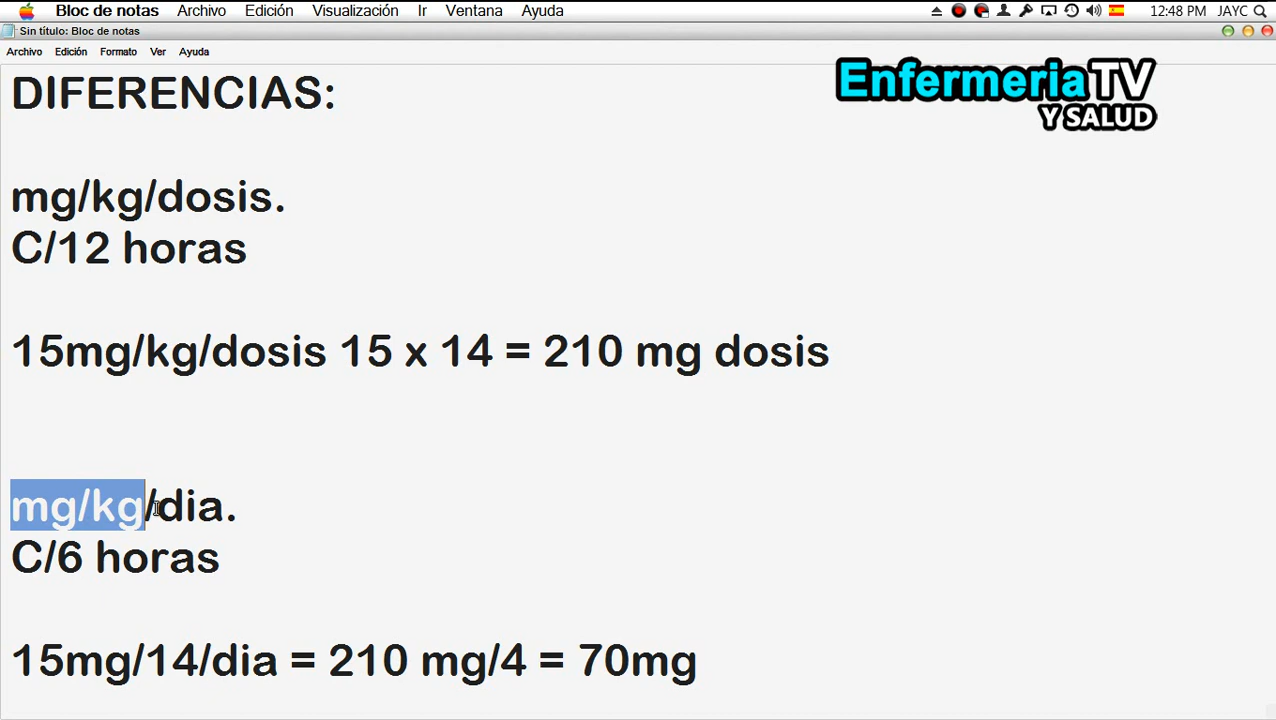 Bloc de notas Archivo Edición Visualización Ir Ventana Ayuda 12:48 PM JAYC
Sin título: Bloc de notas
Archivo Edición Formato Ver Ayuda
DIFERENCIAS:
EnfermeriaTV
Y SALUD
mg/kg/dosis.
C/12 horas
15mg/kg/dosis 15 x 14 = 210 mg dosis
mg/kg/dia.
C/6 horas
15mg/14/dia = 210 mg/4 = 70mg